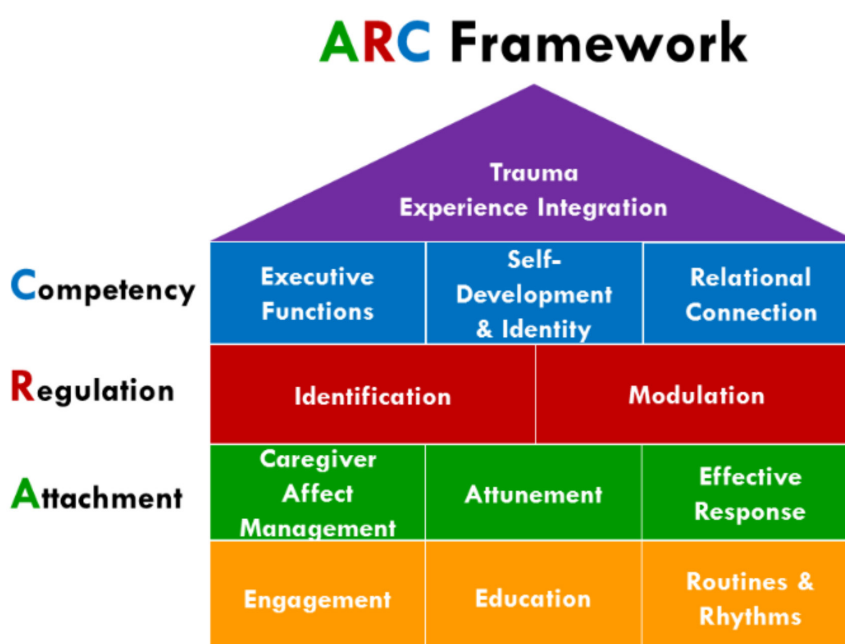 ARC Framework
Trauma
Experience Integration
Competency
Executive
Functions
Self-
Development
& Identity
Relational
Connection
Regulation
Identification
Modulation
Attachment
Caregiver
Affect
Management
Attunement
Effective
Response
Engagement
Education
Routines &
Rhythms